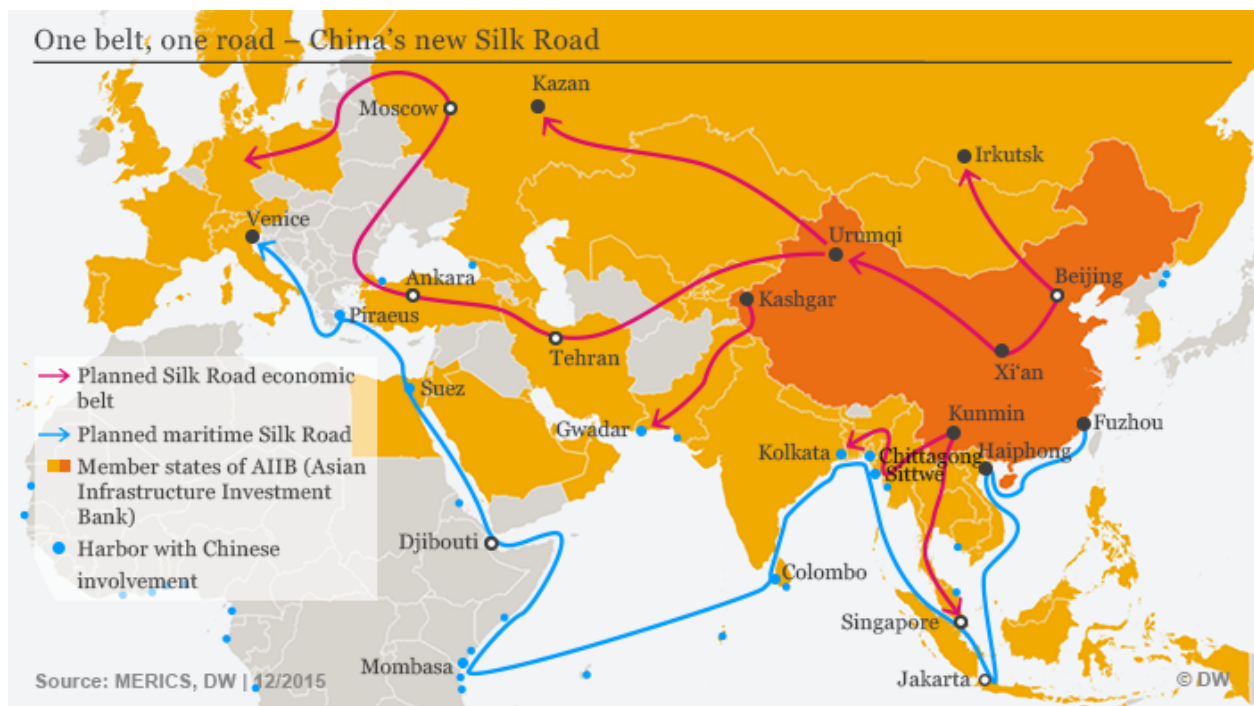 One belt, one road – China's new Silk Road
Kazan
Moscow
Irkutsk
Venice
Urumqi
Ankara
Beijing
Kashgar
Piraeus
Tehran
Xi‘an
Planned Silk Road economic
belt
Suez
Kunmin
Gwadar
Fuzhou
Planned maritime Silk Road
Kolkata
Chittagong
Haiphong
Sittwe
Member states of AIIB (Asian
Infrastructure Investment
Bank)
Djibouti
Harbor with Chinese
involvement
Colombo
Singapore
Mombasa
Jakarta
Source: MERICS, DW | 12/2015
© DW